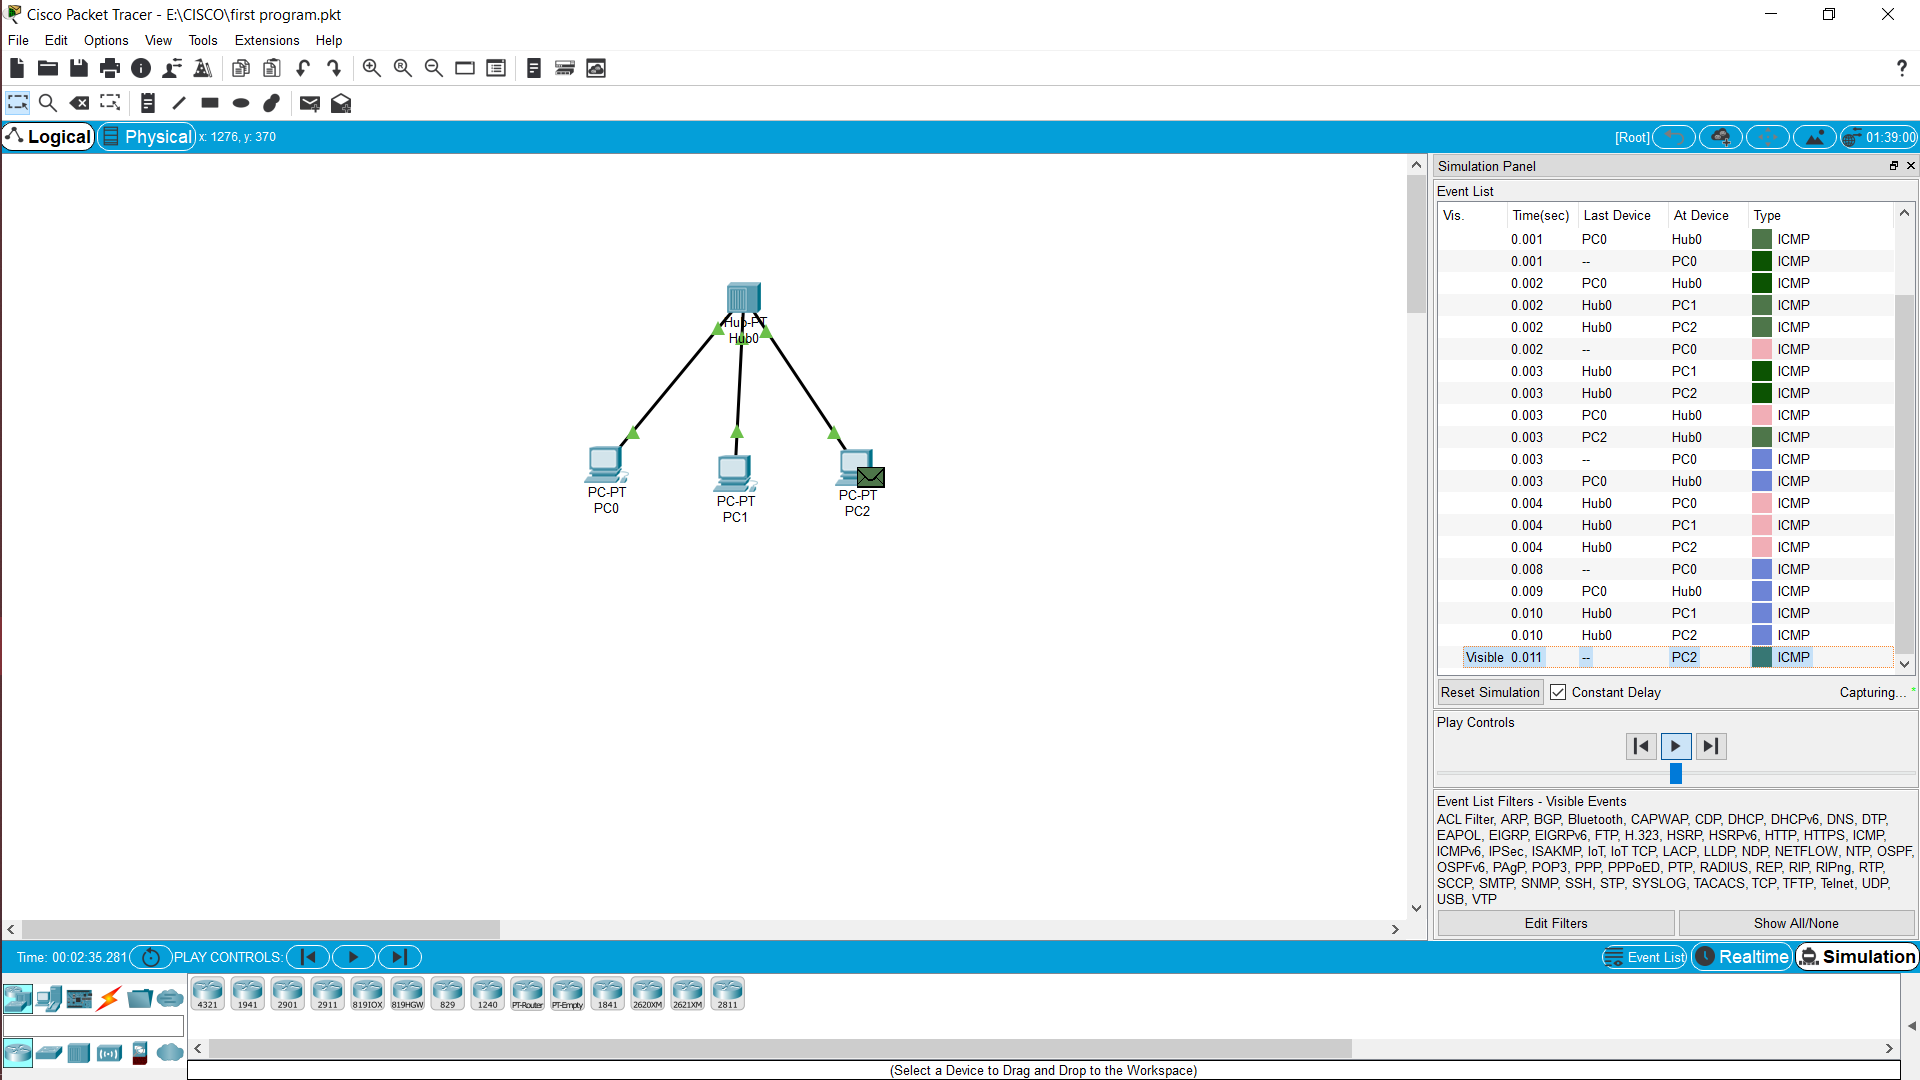 Cisco Packet Tracer - E:\CISCO\first program.pkt
File Edit Options View Tools Extensions Help
?
Logical Physical x: 1276, y: 370 [Root] 01:39:00
Simulation Panel
Event List
Vis. Time(sec) Last Device At Device Type
0.001 PC0 Hub0 ICMP
0.001 -- PC0 ICMP
0.002 PC0 Hub0 ICMP
0.002 Hub0 PC1 ICMP
0.002 Hub0 PC2 ICMP
0.002 -- PC0 ICMP
0.003 Hub0 PC1 ICMP
0.003 Hub0 PC2 ICMP
0.003 PC0 Hub0 ICMP
0.003 PC2 Hub0 ICMP
0.003 -- PC0 ICMP
0.003 PC0 Hub0 ICMP
0.004 Hub0 PC0 ICMP
0.004 Hub0 PC1 ICMP
0.004 Hub0 PC2 ICMP
0.008 -- PC0 ICMP
0.009 PC0 Hub0 ICMP
0.010 Hub0 PC1 ICMP
0.010 Hub0 PC2 ICMP
Visible 0.011 -- PC2 ICMP
Reset Simulation Constant Delay Capturing...
Play Controls
Event List Filters - Visible Events
ACL Filter, ARP, BGP, Bluetooth, CAPWAP, CDP, DHCP, DHCPv6, DNS, DTP,
EAPOL, EIGRP, EIGRPv6, FTP, H.323, HSRP, HSRPv6, HTTP, HTTPS, ICMP,
ICMPv6, IPSec, ISAKMP, IoT, IoT TCP, LACP, LLDP, NDP, NETFLOW, NTP, OSPF,
OSPFv6, PAgP, POP3, PPP, PPPoED, PTP, RADIUS, REP, RIP, RIPng, RTP,
SCCP, SMTP, SNMP, SSH, STP, SYSLOG, TACACS, TCP, TFTP, Telnet, UDP,
USB, VTP
Edit Filters Show All/None
Hub-PT
Hub0
PC-PT
PC0
PC-PT
PC1
PC-PT
PC2
Time: 00:02:35.281 PLAY CONTROLS: Event List Realtime Simulation
4321 1941 2901 2911 819IOX 819HGW 829 1240 PT-Router PT-Empty 1841 2620XM 2621XM 2811
(Select a Device to Drag and Drop to the Workspace)